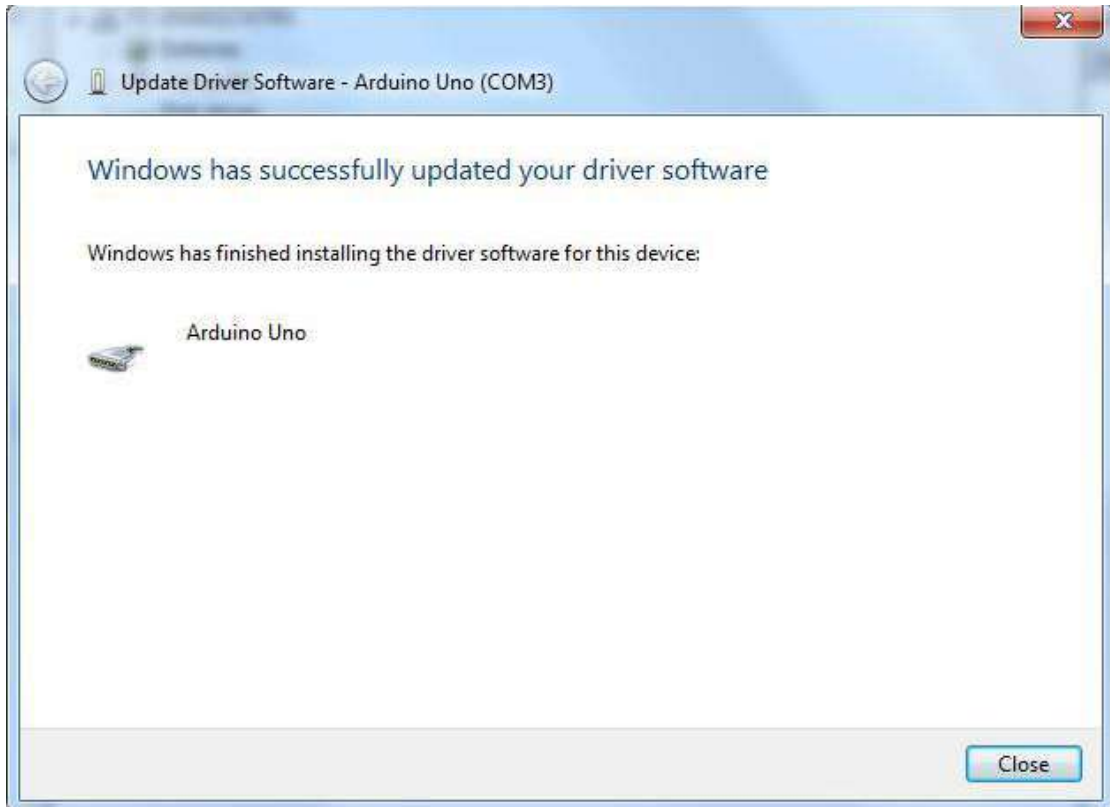 Update Driver Software - Arduino Uno (COM3)
Windows has successfully updated your driver software
Windows has finished installing the driver software for this device:
Arduino Uno
Close